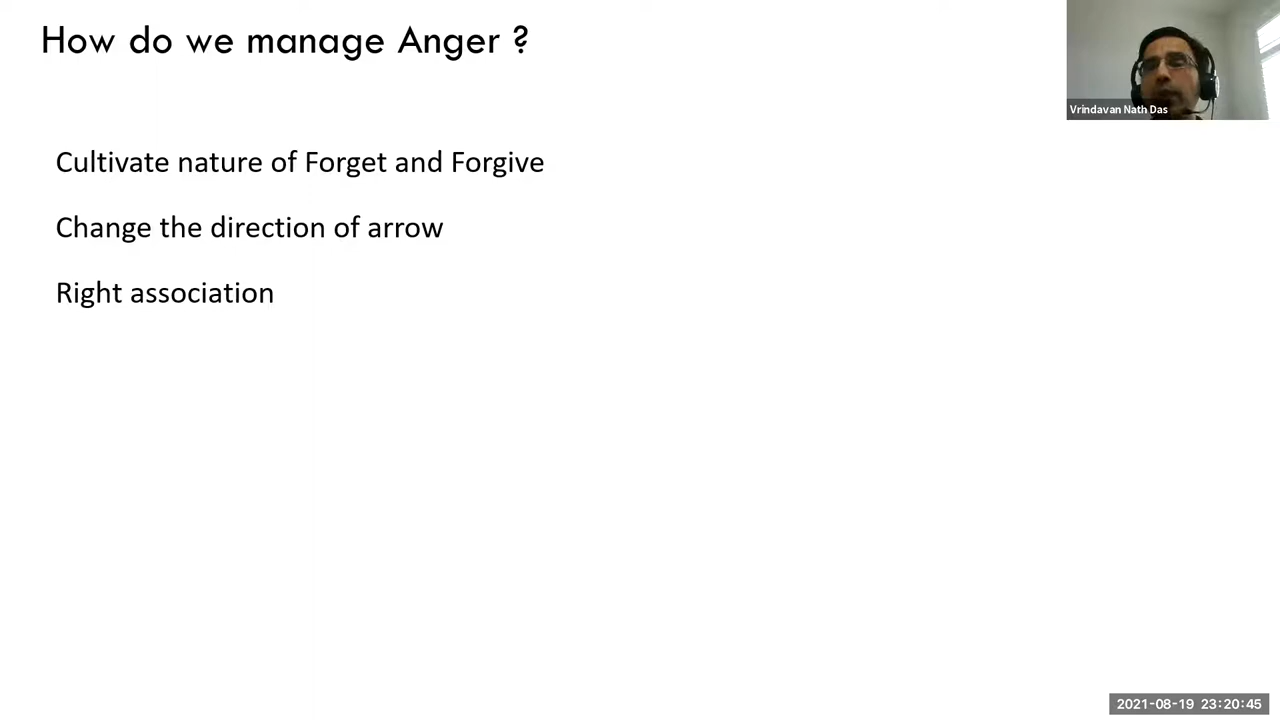 How do we manage Anger ?
Vrindavan Nath Das
Cultivate nature of Forget and Forgive
Change the direction of arrow
Right association
2021-08-19 23:20:45